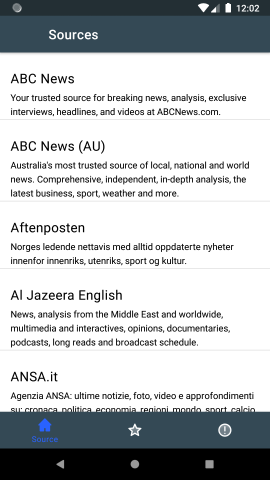 12:02
Sources
ABC News
Your trusted source for breaking news, analysis, exclusive
interviews, headlines, and videos at ABCNews.com.
ABC News (AU)
Australia's most trusted source of local, national and world
news. Comprehensive, independent, in-depth analysis, the
latest business, sport, weather and more.
Aftenposten
Norges ledende nettavis med alltid oppdaterte nyheter
innenfor innenriks, utenriks, sport og kultur.
Al Jazeera English
News, analysis from the Middle East and worldwide,
multimedia and interactives, opinions, documentaries,
podcasts, long reads and broadcast schedule.
ANSA.it
Agenzia ANSA: ultime notizie, foto, video e approfondimenti
su: cronaca, politica, economia, regioni, mondo, sport, calcio,
Source